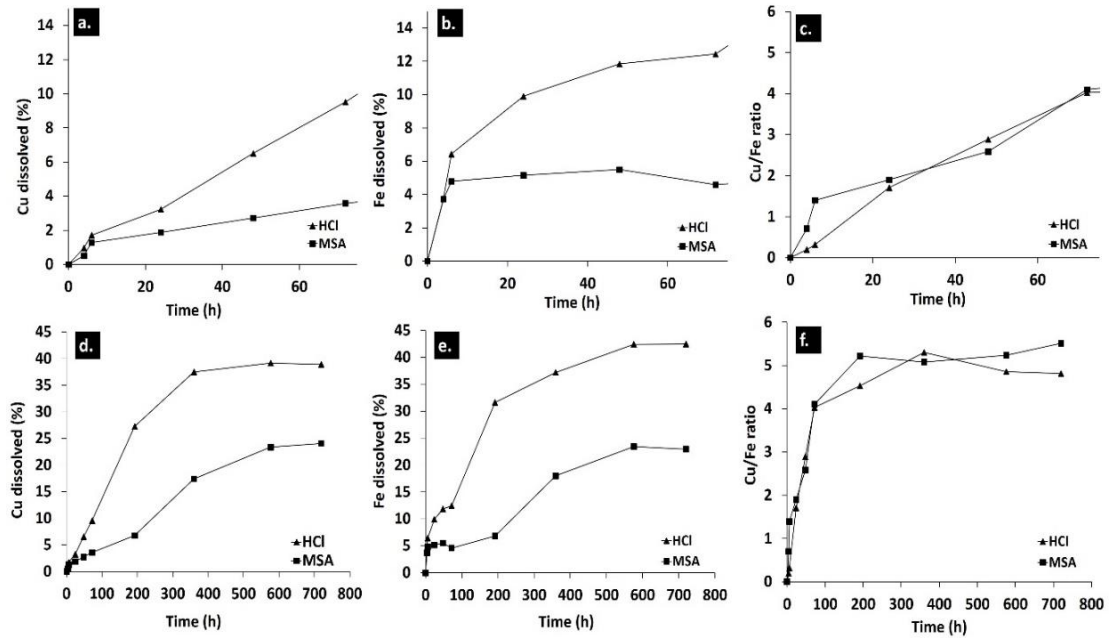 a.
Cu dissolved (%)
14
12
10
8
6
4
2
0
0 20 40 60
Time (h)
HCl
MSA
b.
Fe dissolved (%)
14
12
10
8
6
4
2
0
0 20 40 60
Time (h)
HCl
MSA
c.
Cu/Fe ratio
6
5
4
3
2
1
0
0 20 40 60
Time (h)
HCl
MSA
d.
Cu dissolved (%)
45
40
35
30
25
20
15
10
5
0
0 100 200 300 400 500 600 700 800
Time (h)
HCl
MSA
e.
Fe dissolved (%)
45
40
35
30
25
20
15
10
5
0
0 100 200 300 400 500 600 700 800
Time (h)
HCl
MSA
f.
Cu/Fe ratio
6
5
4
3
2
1
0
0 100 200 300 400 500 600 700 800
Time (h)
HCl
MSA